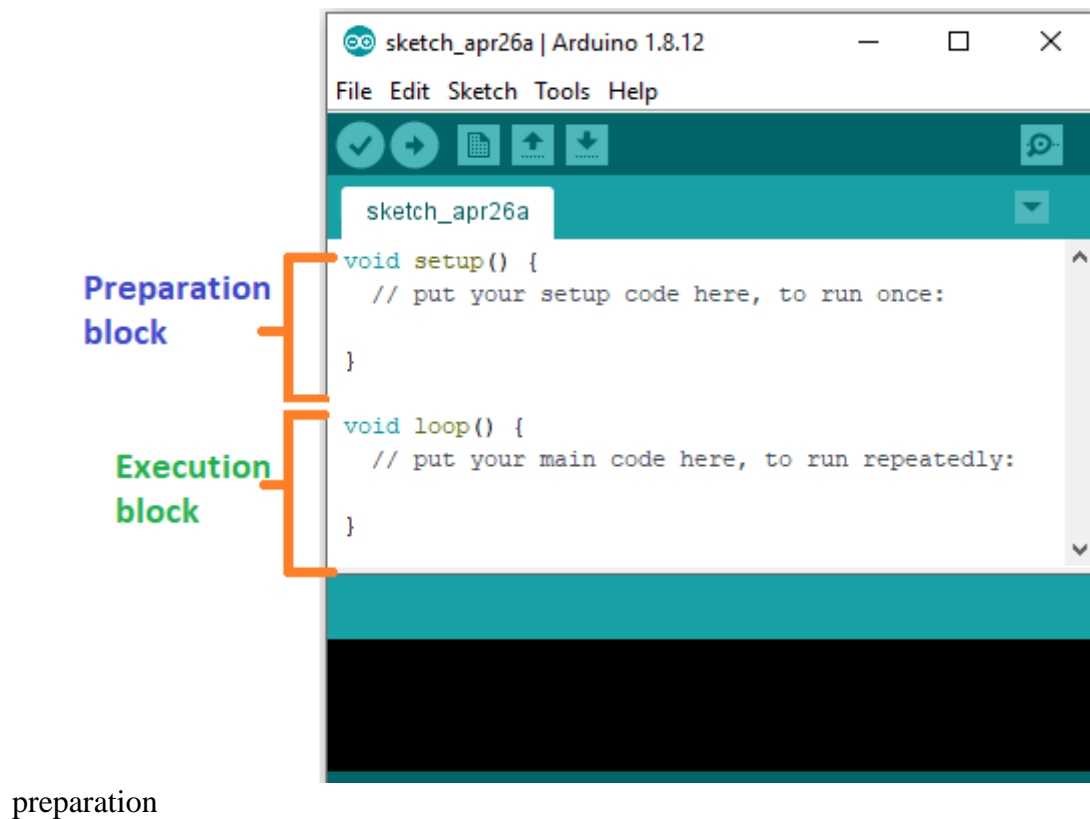 sketch_apr26a | Arduino 1.8.12
File Edit Sketch Tools Help
sketch_apr26a
void setup() {
// put your setup code here, to run once:
}
Preparation
block
void loop() {
// put your main code here, to run repeatedly:
}
Execution
block
preparation